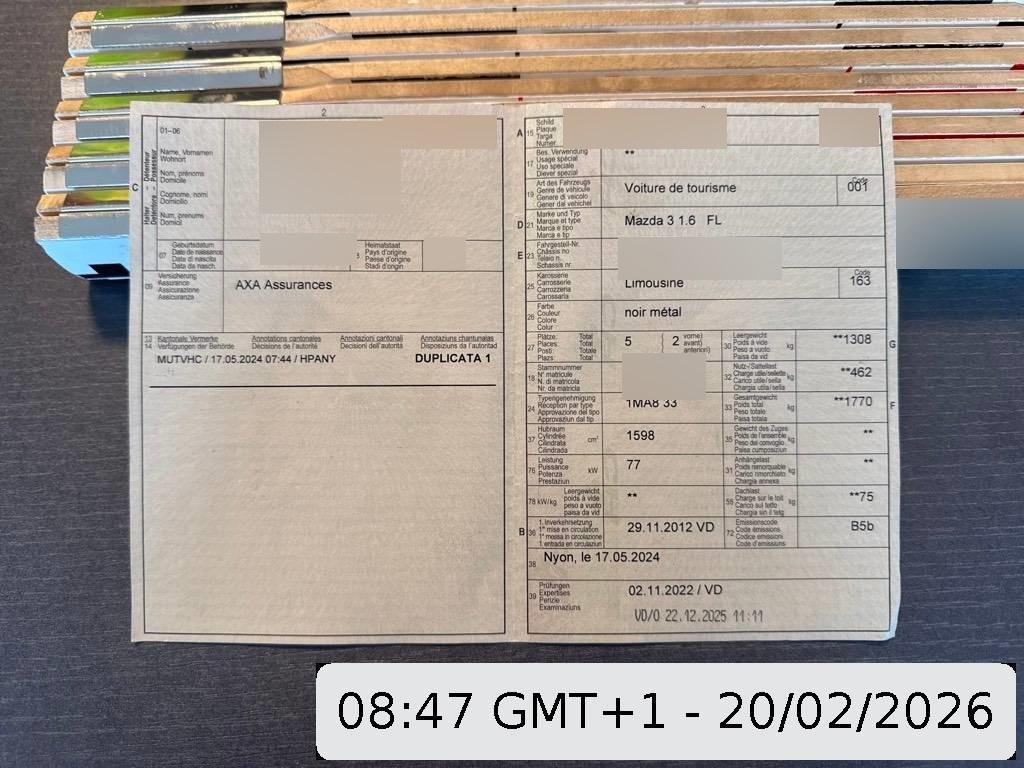 2
01–06
Halter - Détenteur
Detentore - Possessur
Name, Vornamen
Wohnort
Nom, prénoms
Domicile
C
Cognome, nomi
Domicilio
Num, prenums
Domicil
07
Geburtsdatum
Date de naissance
Data di nascita
Data da nasch.
Heimatstaat
Pays d'origine
Paese d'origine
Stadi d'origin
09
Versicherung
Assurance
Assicurazione
Assicuranza
AXA Assurances
13 Kantonale Vermerke Annotations cantonales Annotazioni cantonali Annotaziuns chantunalas
14 Verfügungen der Behörde Décisions de l'autorité Decisioni dell'autorità Disposiziuns da l'autoritad
MUTVHC / 17.05.2024 07:44 / HPANY DUPLICATA 1
A 15
Schild
Plaque
Targa
Numer.
17
Bes. Verwendung
Usage spécial
Uso speciale
Diever spezial
**
19
Art des Fahrzeugs
Genre de véhicule
Genere di veicolo
Gener dal vehichel
Voiture de tourisme
Code
001
D 21
Marke und Typ
Marque et type
Marca e tipo
Marca e tip
Mazda 3 1.6 FL
E 23
Fahrgestell-Nr.
Châssis no
Telaio n.
Schassis nr.
25
Karosserie
Carrosserie
Carrozzeria
Carossaria
Limousine
Code
163
26
Farbe
Couleur
Colore
Colur
noir métal
27
Plätze: Total
Places: Total
Posti: Totale
Plazs: Total
5 ( 2 vorne)
avant)
anteriori)
30
Leergewicht
Poids à vide
Peso a vuoto
Paisa da vid
kg
**1308
G
18
Stammnummer
N° matricule
N. di matricola
Nr. da matricla
32
Nutz-/Sattellast
Charge utile/sellette
Carico utile/sella
Chargia utila/sella
kg
**462
24
Typengenehmigung
Réception par type
Approvazione del tipo
Approvaziun dal tip
1MA8 33
33
Gesamtgewicht
Poids total
Peso totale
Paisa totala
kg
**1770
F
37
Hubraum
Cylindrée
Cilindrata
Cilindrada
cm³
1598
35
Gewicht des Zuges
Poids de l'ensemble
Peso del convoglio
Paisa cumposiziun
kg
**
76
Leistung
Puissance
Potenza
Prestaziun
kW
77
31
Anhängelast
Poids remorquable
Carico rimorchiato
Chargia annexa
kg
**
78 kW/kg
Leergewicht
poids à vide
peso a vuoto
paisa da vid
**
55
Dachlast
Charge sur le toit
Carico sul tetto
Chargia sin il tetg
kg
**75
B 36
1. Inverkehrsetzung
1re mise en circulation
1a messa in circolazione
1. entrada en circulaziun
29.11.2012 VD
72
Emissionscode
Code émissions
Codice emissioni
Code d'emissiuns
B5b
38
Nyon, le 17.05.2024
39
Prüfungen
Expertises
Perizie
Examinaziuns
02.11.2022 / VD
VD/O 22.12.2025 11:11
08:47 GMT+1 - 20/02/2026